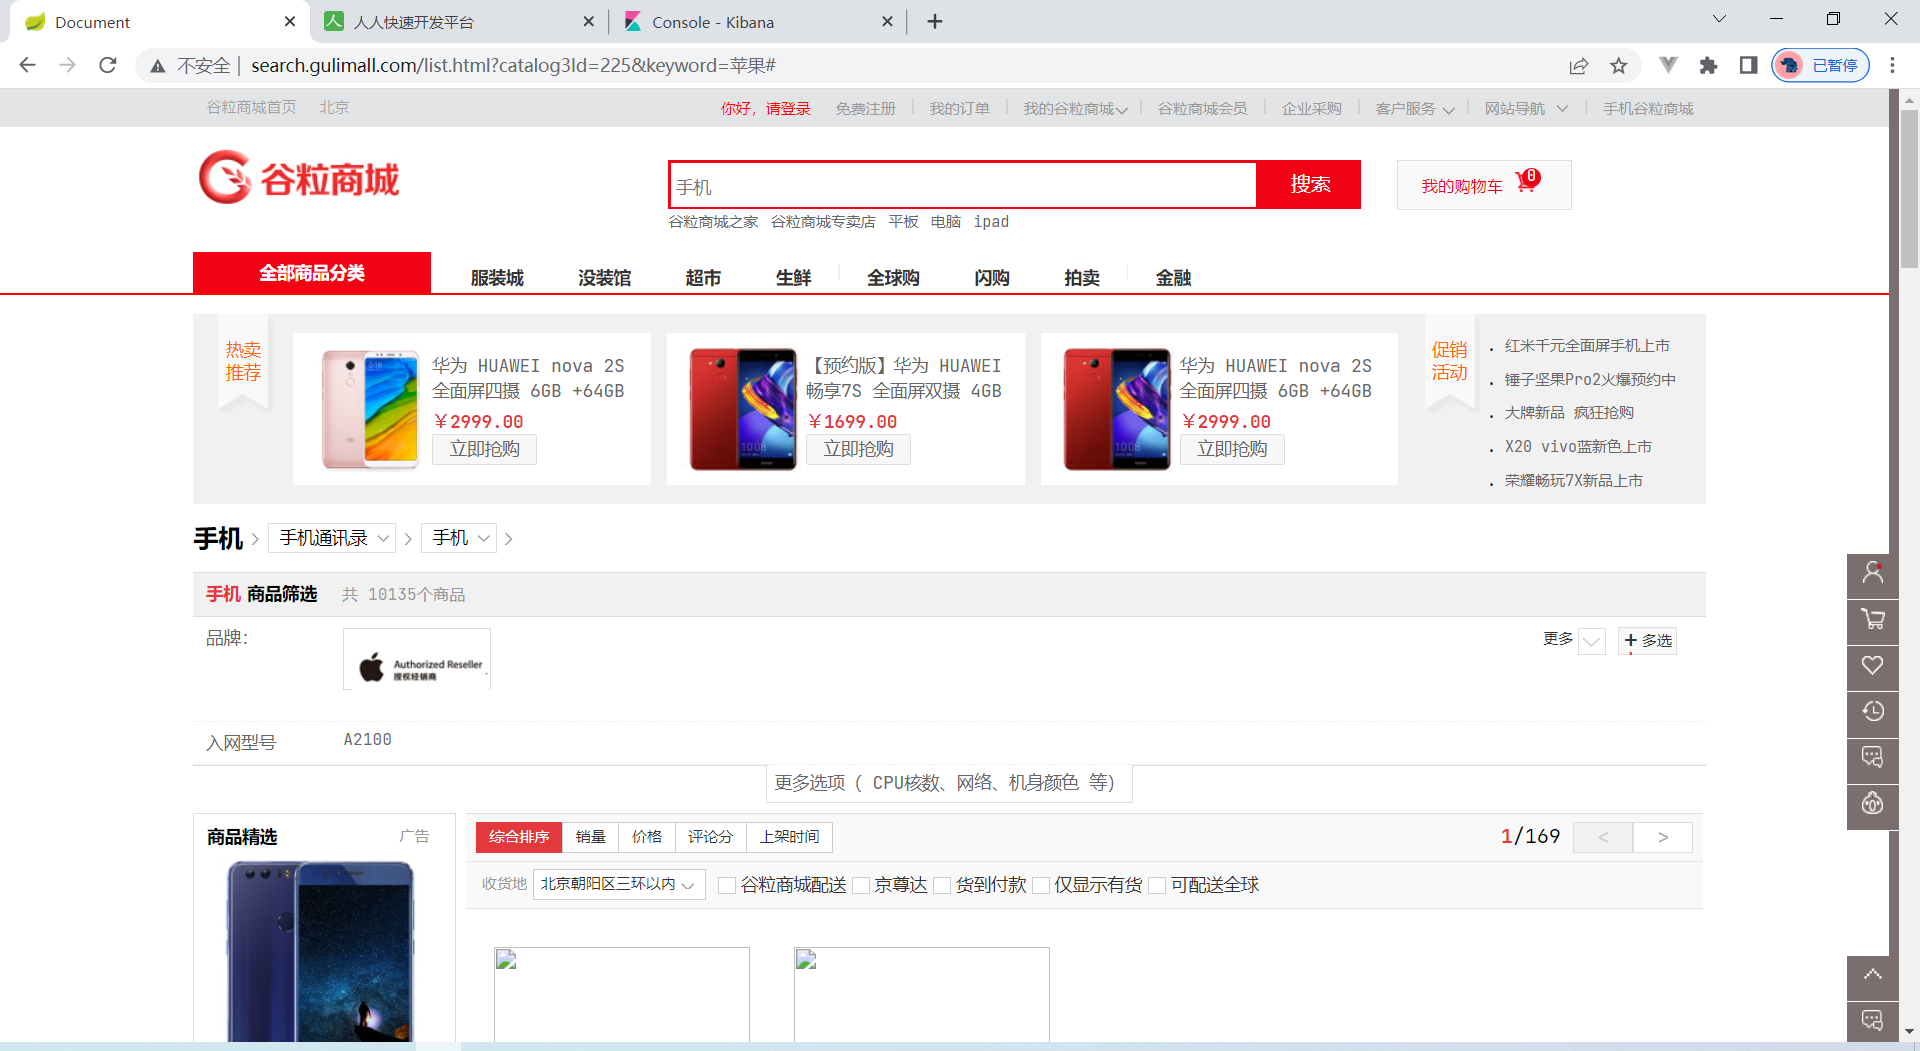 Document
人人快速开发平台
Console - Kibana
不安全
search.gulimall.com/list.html?catalog3Id=225&keyword=苹果#
已暂停
谷粒商城首页 北京
你好，请登录 免费注册 我的订单 我的谷粒商城 谷粒商城会员 企业采购 客户服务 网站导航 手机谷粒商城
谷粒商城
手机
搜索
我的购物车 0
谷粒商城之家 谷粒商城专卖店 平板 电脑 ipad
全部商品分类 服装城 没装馆 超市 生鲜 全球购 闪购 拍卖 金融
热卖
推荐
华为 HUAWEI nova 2S
全面屏四摄 6GB +64GB
￥2999.00
立即抢购
【预约版】华为 HUAWEI
畅享7S 全面屏双摄 4GB
￥1699.00
立即抢购
华为 HUAWEI nova 2S
全面屏四摄 6GB +64GB
￥2999.00
立即抢购
促销
活动
. 红米千元全面屏手机上市
. 锤子坚果Pro2火爆预约中
. 大牌新品 疯狂抢购
. X20 vivo蓝新色上市
. 荣耀畅玩7X新品上市
手机 > 手机通讯录 > 手机 >
手机 商品筛选 共 10135个商品
品牌:
Authorized Reseller
授权经销商
更多 + 多选
入网型号 A2100
更多选项 ( CPU核数、网络、机身颜色 等)
商品精选 广告
综合排序 销量 价格 评论分 上架时间
1/169 < >
收货地 北京朝阳区三环以内 谷粒商城配送 京尊达 货到付款 仅显示有货 可配送全球